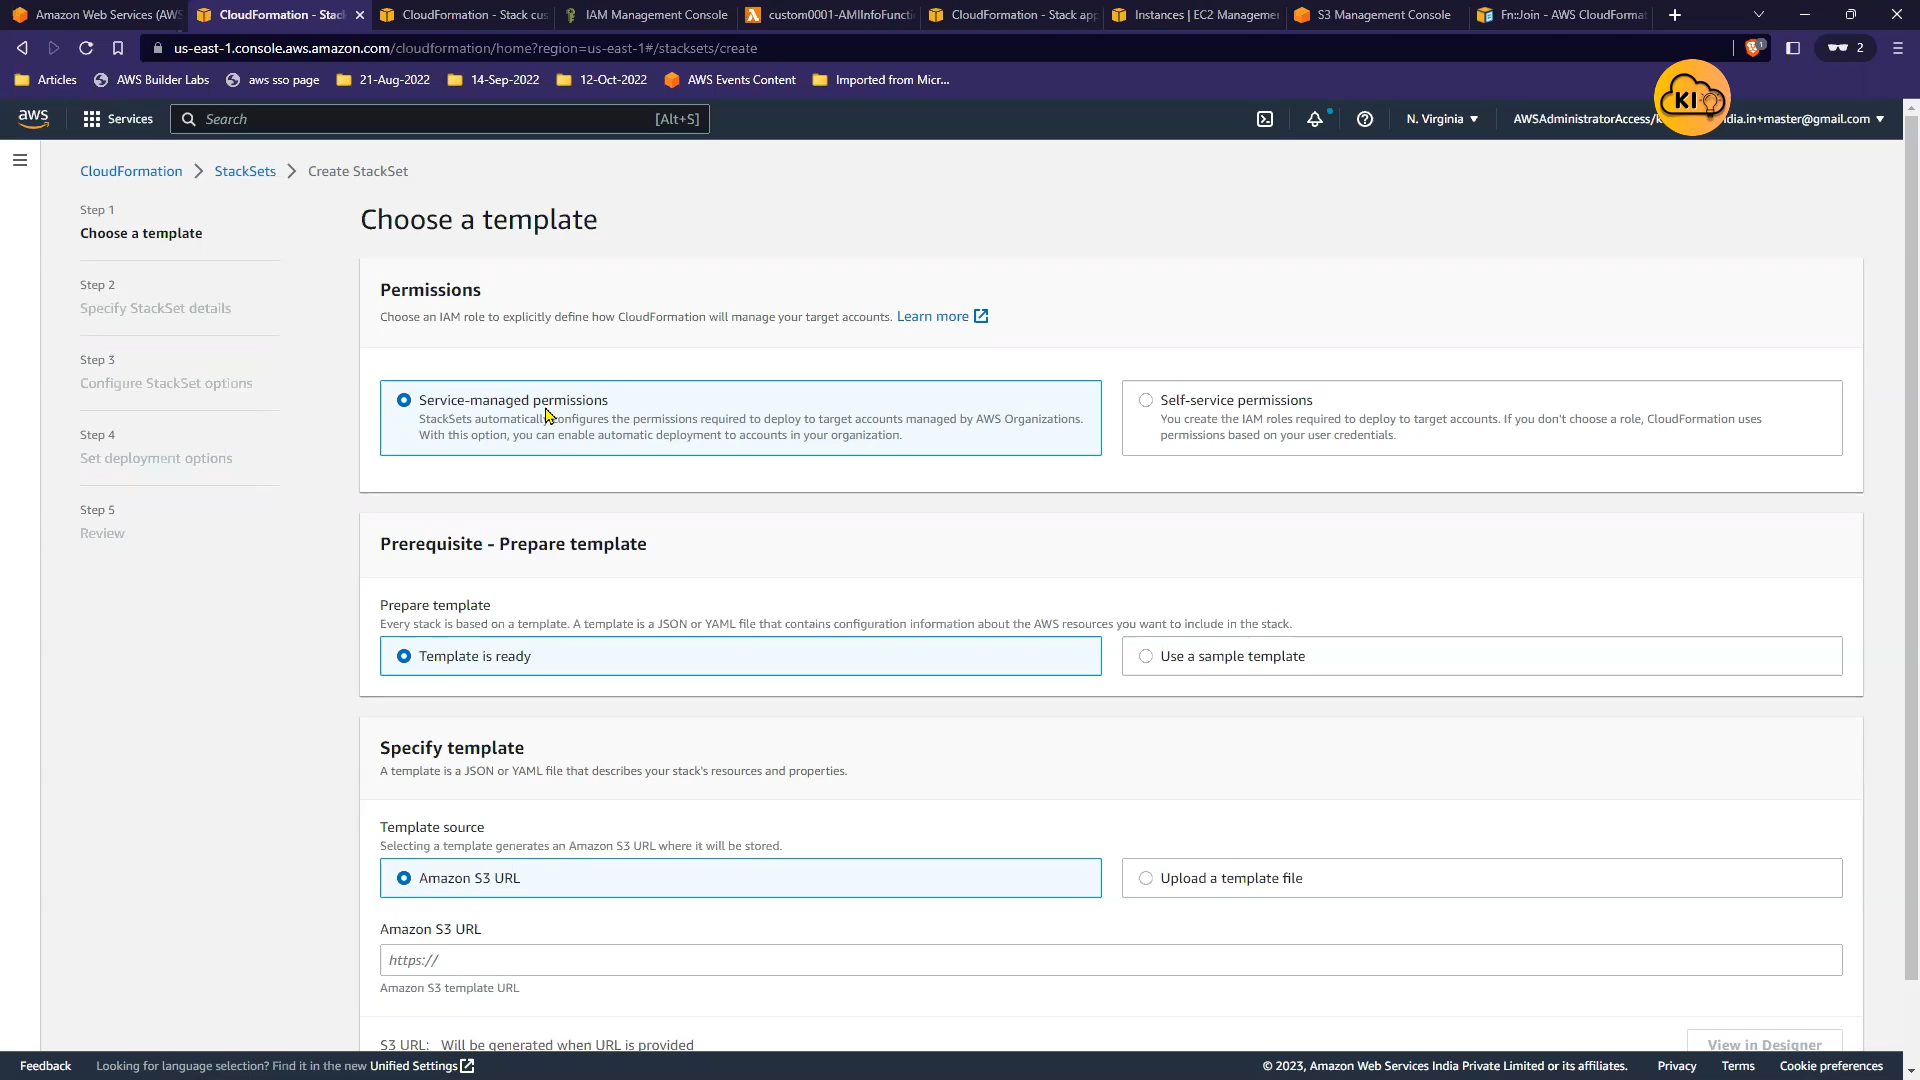 Amazon Web Services (AWS
CloudFormation - Stack
CloudFormation - Stack cus
IAM Management Console
custom0001-AMIInfoFuncti
CloudFormation - Stack app
Instances | EC2 Managemen
S3 Management Console
Fn::Join - AWS CloudFormat
us-east-1.console.aws.amazon.com/cloudformation/home?region=us-east-1#/stacksets/create
2
Articles
AWS Builder Labs
aws sso page
21-Aug-2022
14-Sep-2022
12-Oct-2022
AWS Events Content
Imported from Micr...
KI
aws
Services
Search
[Alt+S]
N. Virginia
AWSAdministratorAccess/k
dia.in+master@gmail.com
CloudFormation
StackSets
Create StackSet
Step 1
Choose a template
Step 2
Specify StackSet details
Step 3
Configure StackSet options
Step 4
Set deployment options
Step 5
Review
Choose a template
Permissions
Choose an IAM role to explicitly define how CloudFormation will manage your target accounts. Learn more
Service-managed permissions
StackSets automatically configures the permissions required to deploy to target accounts managed by AWS Organizations.
With this option, you can enable automatic deployment to accounts in your organization.
Self-service permissions
You create the IAM roles required to deploy to target accounts. If you don't choose a role, CloudFormation uses
permissions based on your user credentials.
Prerequisite - Prepare template
Prepare template
Every stack is based on a template. A template is a JSON or YAML file that contains configuration information about the AWS resources you want to include in the stack.
Template is ready
Use a sample template
Specify template
A template is a JSON or YAML file that describes your stack's resources and properties.
Template source
Selecting a template generates an Amazon S3 URL where it will be stored.
Amazon S3 URL
Upload a template file
Amazon S3 URL
https://
Amazon S3 template URL
S3 URL: Will be generated when URL is provided
View in Designer
Feedback
Looking for language selection? Find it in the new Unified Settings
© 2023, Amazon Web Services India Private Limited or its affiliates.
Privacy
Terms
Cookie preferences